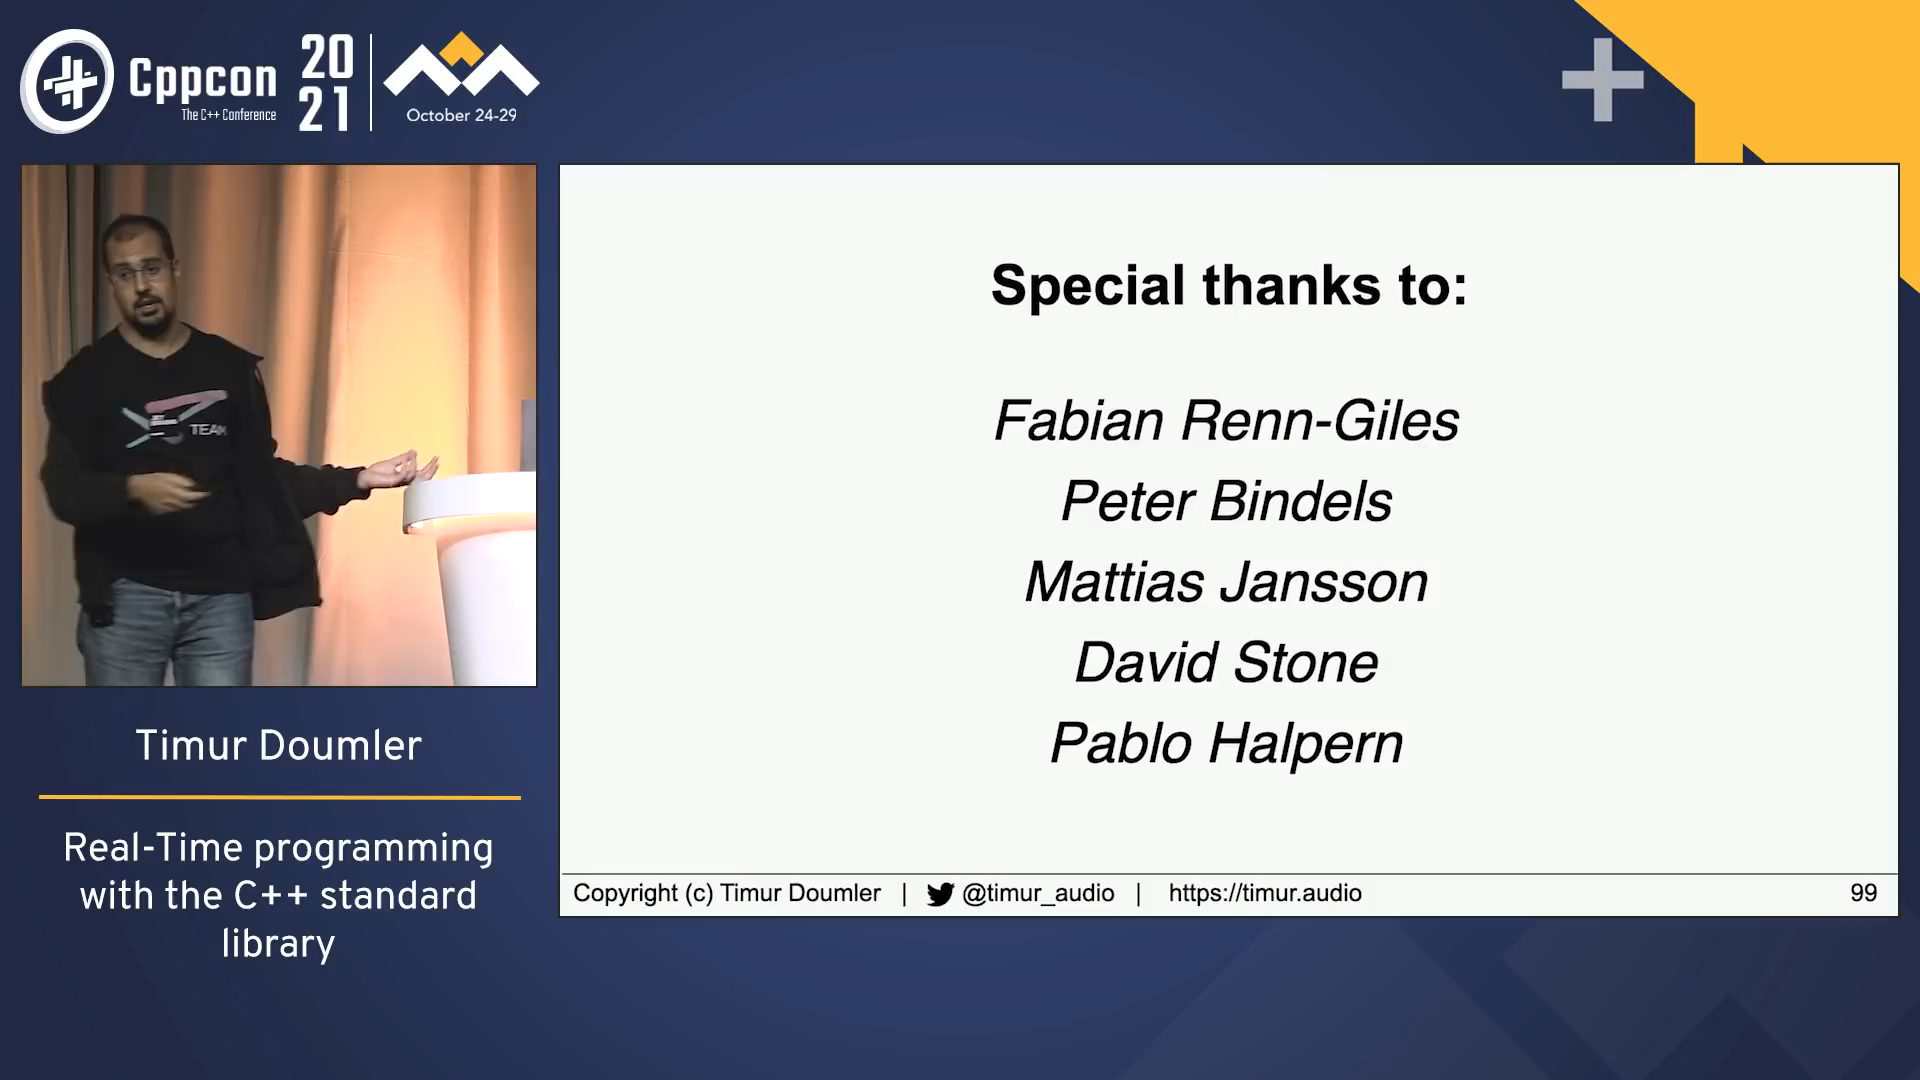 Cppcon
The C++ Conference
20
21
October 24-29
TEAM
Timur Doumler
Real-Time programming
with the C++ standard
library
Special thanks to:
Fabian Renn-Giles
Peter Bindels
Mattias Jansson
David Stone
Pablo Halpern
Copyright (c) Timur Doumler | @timur_audio | https://timur.audio 99